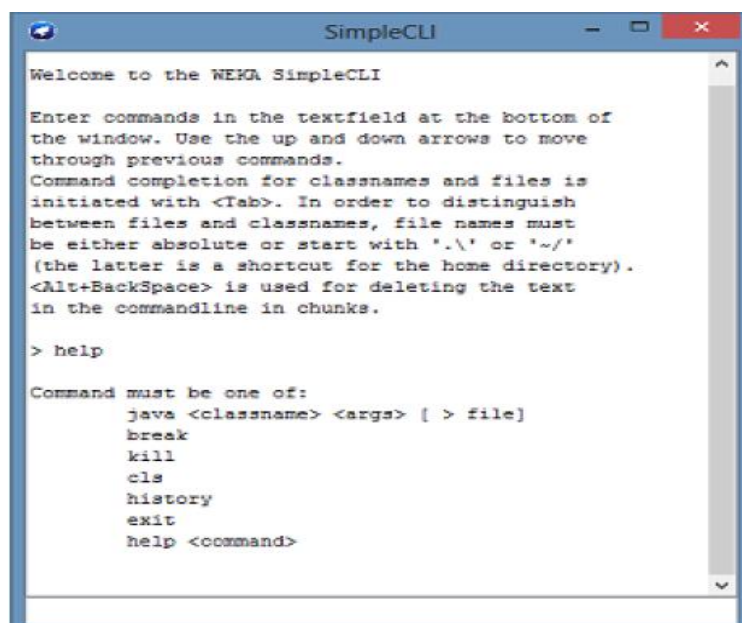 SimpleCLI
Welcome to the WEKA SimpleCLI
Enter commands in the textfield at the bottom of
the window. Use the up and down arrows to move
through previous commands.
Command completion for classnames and files is
initiated with <Tab>. In order to distinguish
between files and classnames, file names must
be either absolute or start with '.\' or '~/'
(the latter is a shortcut for the home directory).
<Alt+BackSpace> is used for deleting the text
in the commandline in chunks.
> help
Command must be one of:
java <classname> <args> [ > file]
break
kill
cls
history
exit
help <command>